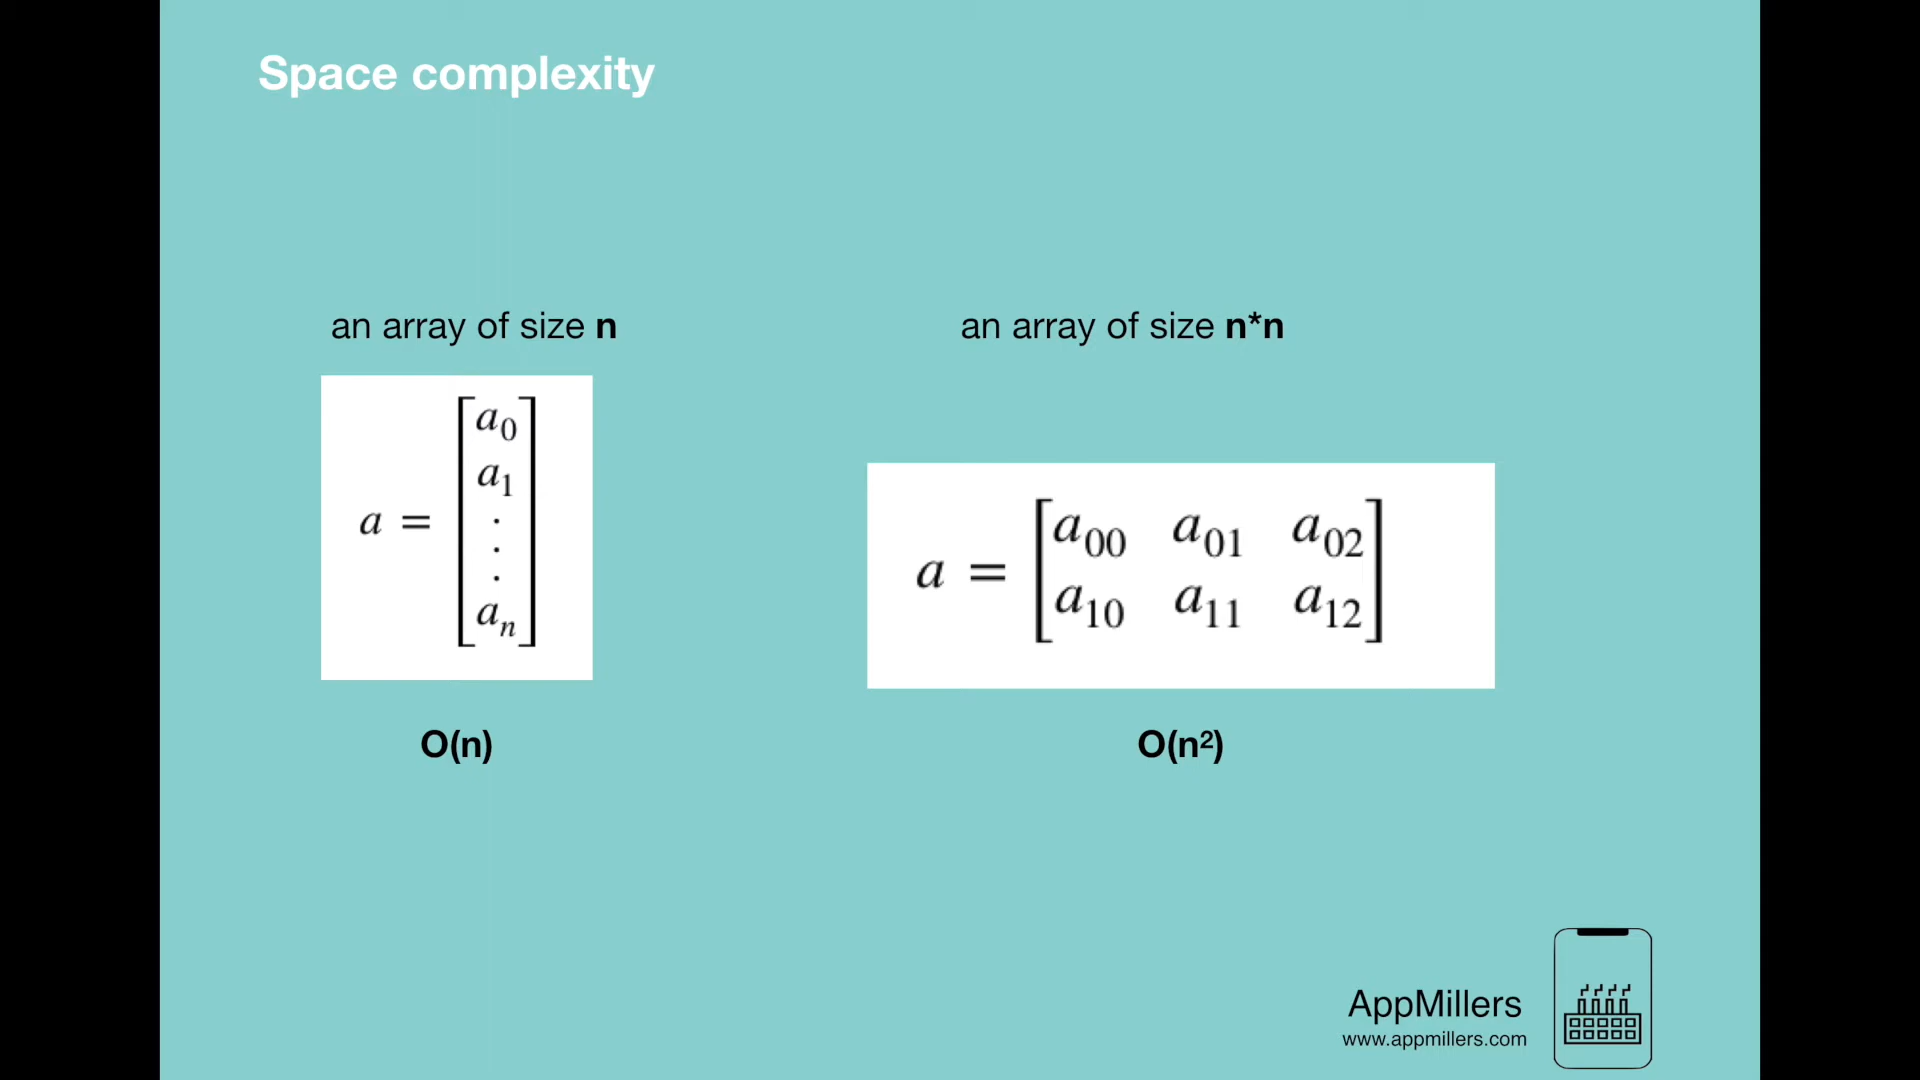 Space complexity
an array of size n
an array of size n*n
a = [a₀
a₁
.
.
.
aₙ]
a = [a₀₀ a₀₁ a₀₂
a₁₀ a₁₁ a₁₂]
O(n)
O(n²)
AppMillers
www.appmillers.com